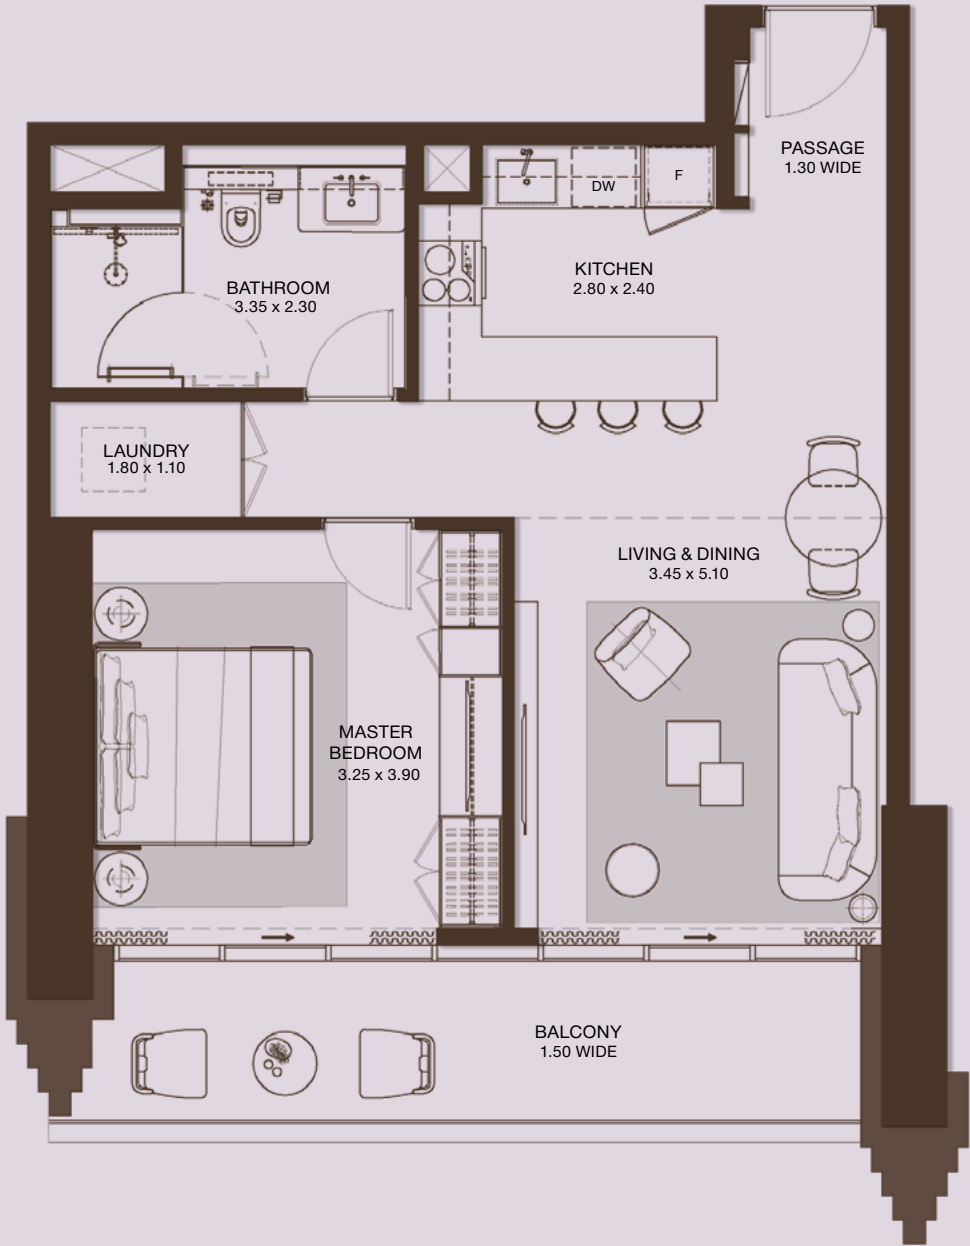 PASSAGE
1.30 WIDE
DW
F
KITCHEN
2.80 x 2.40
BATHROOM
3.35 x 2.30
LAUNDRY
1.80 x 1.10
LIVING & DINING
3.45 x 5.10
MASTER
BEDROOM
3.25 x 3.90
BALCONY
1.50 WIDE